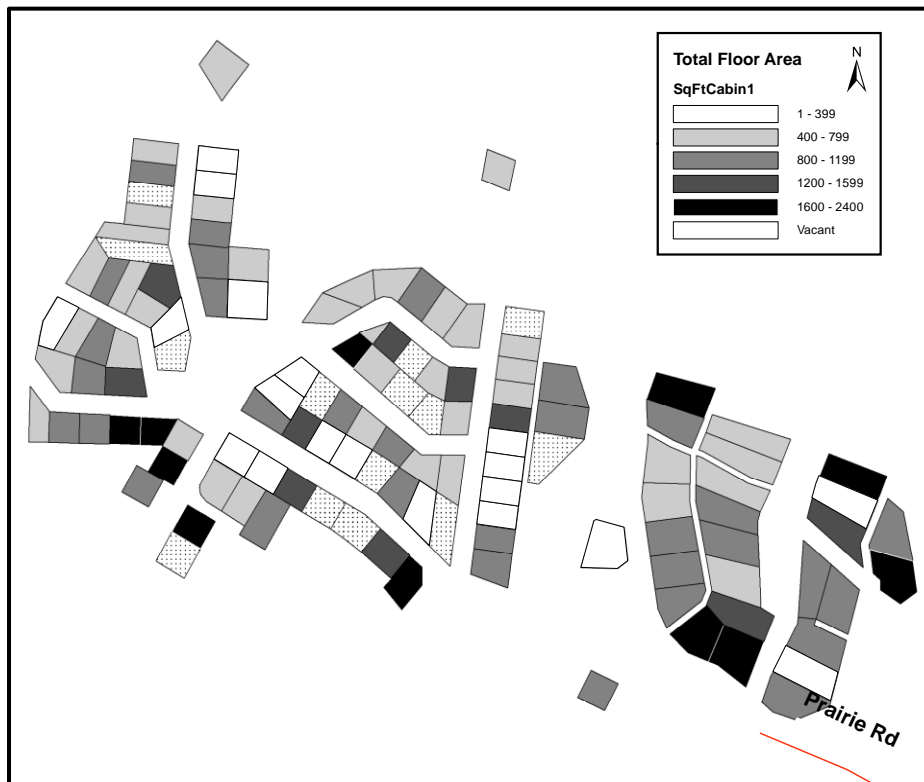 Total Floor Area
N
SqFtCabin1
1 - 399
400 - 799
800 - 1199
1200 - 1599
1600 - 2400
Vacant
Prairie Rd